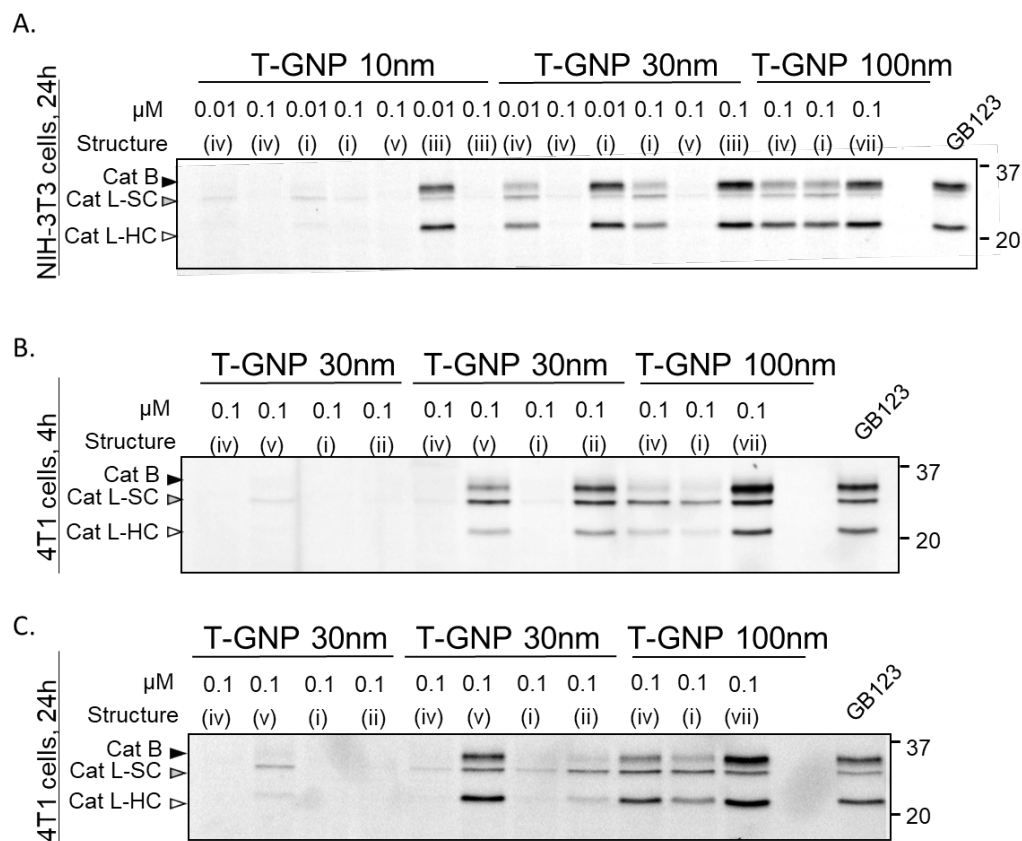 A.
NIH-3T3 cells, 24h
T-GNP 10nm T-GNP 30nm T-GNP 100nm
µM 0.01 0.1 0.01 0.1 0.1 0.01 0.1 0.01 0.1 0.01 0.1 0.1 0.1 0.1 0.1 0.1
Structure (iv) (iv) (i) (i) (v) (iii) (iii) (iv) (iv) (i) (i) (v) (iii) (iv) (i) (vii) GB123
Cat B 37
Cat L-SC
Cat L-HC 20
B.
4T1 cells, 4h
T-GNP 30nm T-GNP 30nm T-GNP 100nm
µM 0.1 0.1 0.1 0.1 0.1 0.1 0.1 0.1 0.1 0.1 0.1
Structure (iv) (v) (i) (ii) (iv) (v) (i) (ii) (iv) (i) (vii) GB123
Cat B 37
Cat L-SC
Cat L-HC 20
C.
4T1 cells, 24h
T-GNP 30nm T-GNP 30nm T-GNP 100nm
µM 0.1 0.1 0.1 0.1 0.1 0.1 0.1 0.1 0.1 0.1 0.1
Structure (iv) (v) (i) (ii) (iv) (v) (i) (ii) (iv) (i) (vii) GB123
Cat B 37
Cat L-SC
Cat L-HC 20